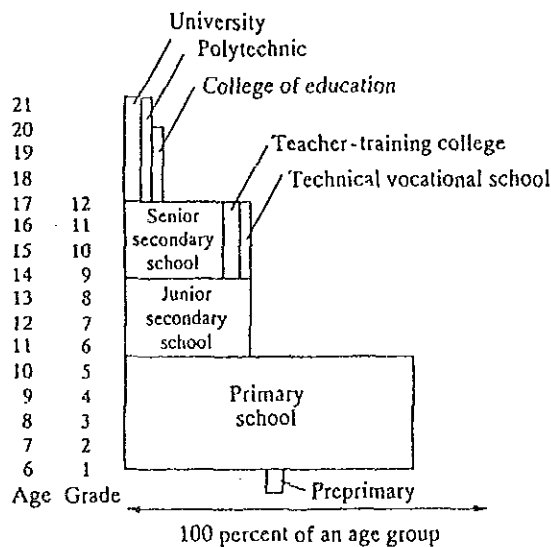 University
Polytechnic
College of education
Teacher-training college
Technical vocational school
21
20
19
18
17 12
16 11
15 10
14 9
13 8
12 7
11 6
10 5
9 4
8 3
7 2
6 1
Age Grade
Senior
secondary
school
Junior
secondary
school
Primary
school
Preprimary
100 percent of an age group